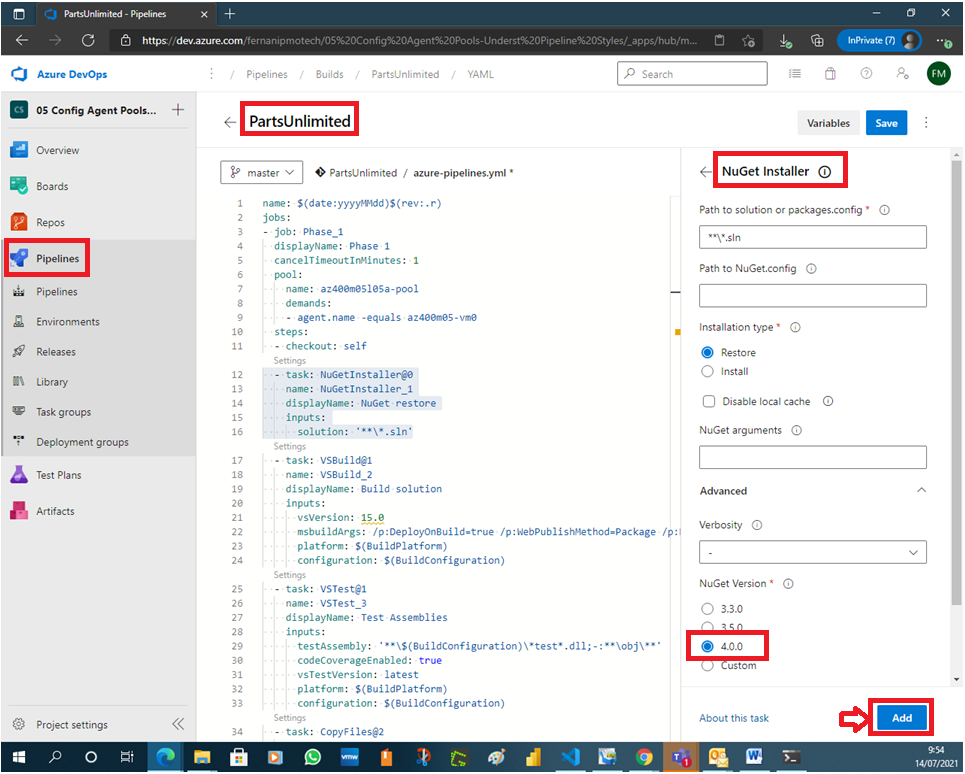 PartsUnlimited - Pipelines
https://dev.azure.com/fernanipmotech/05%20Config%20Agent%20Pools-Underst%20Pipeline%20Styles/_apps/hub/m...
InPrivate (7)
Azure DevOps
/ Pipelines / Builds / PartsUnlimited / YAML
Search
FM
CS 05 Config Agent Pools...
Overview
Boards
Repos
Pipelines
Pipelines
Environments
Releases
Library
Task groups
Deployment groups
Test Plans
Artifacts
Project settings
PartsUnlimited
Variables
Save
master
PartsUnlimited / azure-pipelines.yml *
1 name: $(date:yyyyMMdd)$(rev:.r)
2 jobs:
3 - job: Phase_1
4 displayName: Phase 1
5 cancelTimeoutInMinutes: 1
6 pool:
7 name: az400m05l05a-pool
8 demands:
9 - agent.name -equals az400m05-vm0
10 steps:
11 - checkout: self
Settings
12 - task: NuGetInstaller@0
13 name: NuGetInstaller_1
14 displayName: NuGet restore
15 inputs:
16 solution: '**\*.sln'
Settings
17 - task: VSBuild@1
18 name: VSBuild_2
19 displayName: Build solution
20 inputs:
21 vsVersion: 15.0
22 msbuildArgs: /p:DeployOnBuild=true /p:WebPublishMethod=Package /p:
23 platform: $(BuildPlatform)
24 configuration: $(BuildConfiguration)
Settings
25 - task: VSTest@1
26 name: VSTest_3
27 displayName: Test Assemblies
28 inputs:
29 testAssembly: '**\$(BuildConfiguration)\*test*.dll;-:**\obj\**'
30 codeCoverageEnabled: true
31 vsTestVersion: latest
32 platform: $(BuildPlatform)
33 configuration: $(BuildConfiguration)
Settings
34 - task: CopyFiles@2
NuGet Installer
Path to solution or packages.config *
**\*.sln
Path to NuGet.config
Installation type *
Restore
Install
Disable local cache
NuGet arguments
Advanced
Verbosity
-
NuGet Version *
3.3.0
3.5.0
4.0.0
Custom
About this task
Add
vmw
9:54
14/07/2021